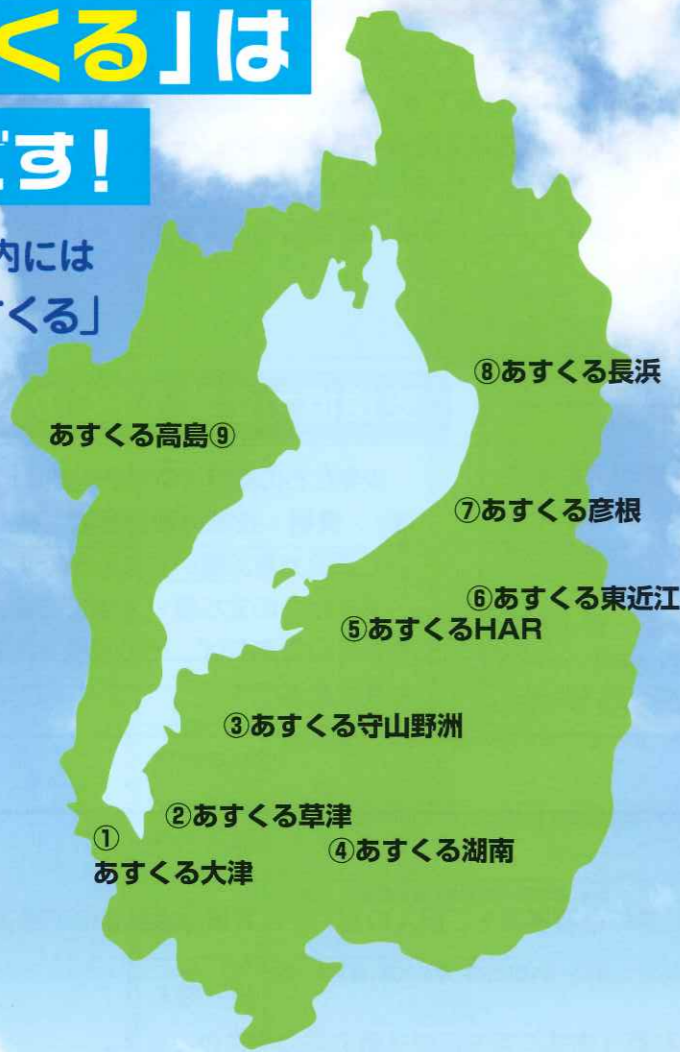 くる」は
です!
内には
すくる」
⑧あすくる長浜
あすくる高島⑨
⑦あすくる彦根
⑥あすくる東近江
⑤あすくるHAR
③あすくる守山野洲
②あすくる草津
①
あすくる大津
④あすくる湖南